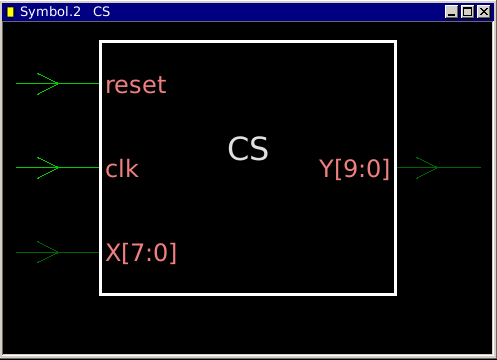 Symbol.2 CS
reset
CS
clk
Y[9:0]
X[7:0]